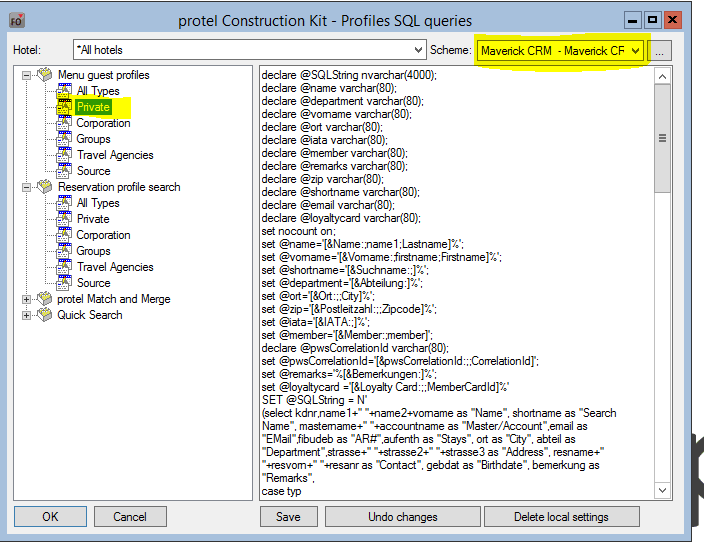 FO
protel Construction Kit - Profiles SQL queries
Hotel:
*All hotels
Scheme:
Maverick CRM - Maverick CF
...
Menu guest profiles
All Types
Private
Corporation
Groups
Travel Agencies
Source
Reservation profile search
All Types
Private
Corporation
Groups
Travel Agencies
Source
protel Match and Merge
Quick Search
declare @SQLString nvarchar(4000);
declare @name varchar(80);
declare @department varchar(80);
declare @vorname varchar(80);
declare @ort varchar(80);
declare @iata varchar(80);
declare @member varchar(80);
declare @remarks varchar(80);
declare @zip varchar(80);
declare @shortname varchar(80);
declare @email varchar(80);
declare @loyaltycard varchar(80);
set nocount on;
set @name='[&Name:;name1;Lastname]%';
set @vorname='[&Vorname:;firstname;Firstname]%';
set @shortname='[&Suchname:;]%';
set @department='[&Abteilung:]%';
set @ort='[&Ort:;;City]%';
set @zip='[&Postleitzahl:;;Zipcode]%';
set @iata='[&IATA:;]%';
set @member='[&Member:;member]';
declare @pwsCorrelationId varchar(80);
set @pwsCorrelationId='[&pwsCorrelationId:;;CorrelationId]';
set @remarks='%[&Bemerkungen:]%';
set @loyaltycard ='[&Loyalty Card:;;MemberCardId]%'
SET @SQLString = N'
(select kdnr,name1+" "+name2+vorname as "Name", shortname as "Search
Name", mastername+" "+accountname as "Master/Account",email as
"EMail",fibudeb as "AR#",aufenth as "Stays", ort as "City", abteil as
"Department",strasse+" "+strasse2+" "+strasse3 as "Address", resname+"
"+resvorn+" "+resanr as "Contact", gebdat as "Birthdate", bemerkung as
"Remarks",
case typ
OK
Cancel
Save
Undo changes
Delete local settings